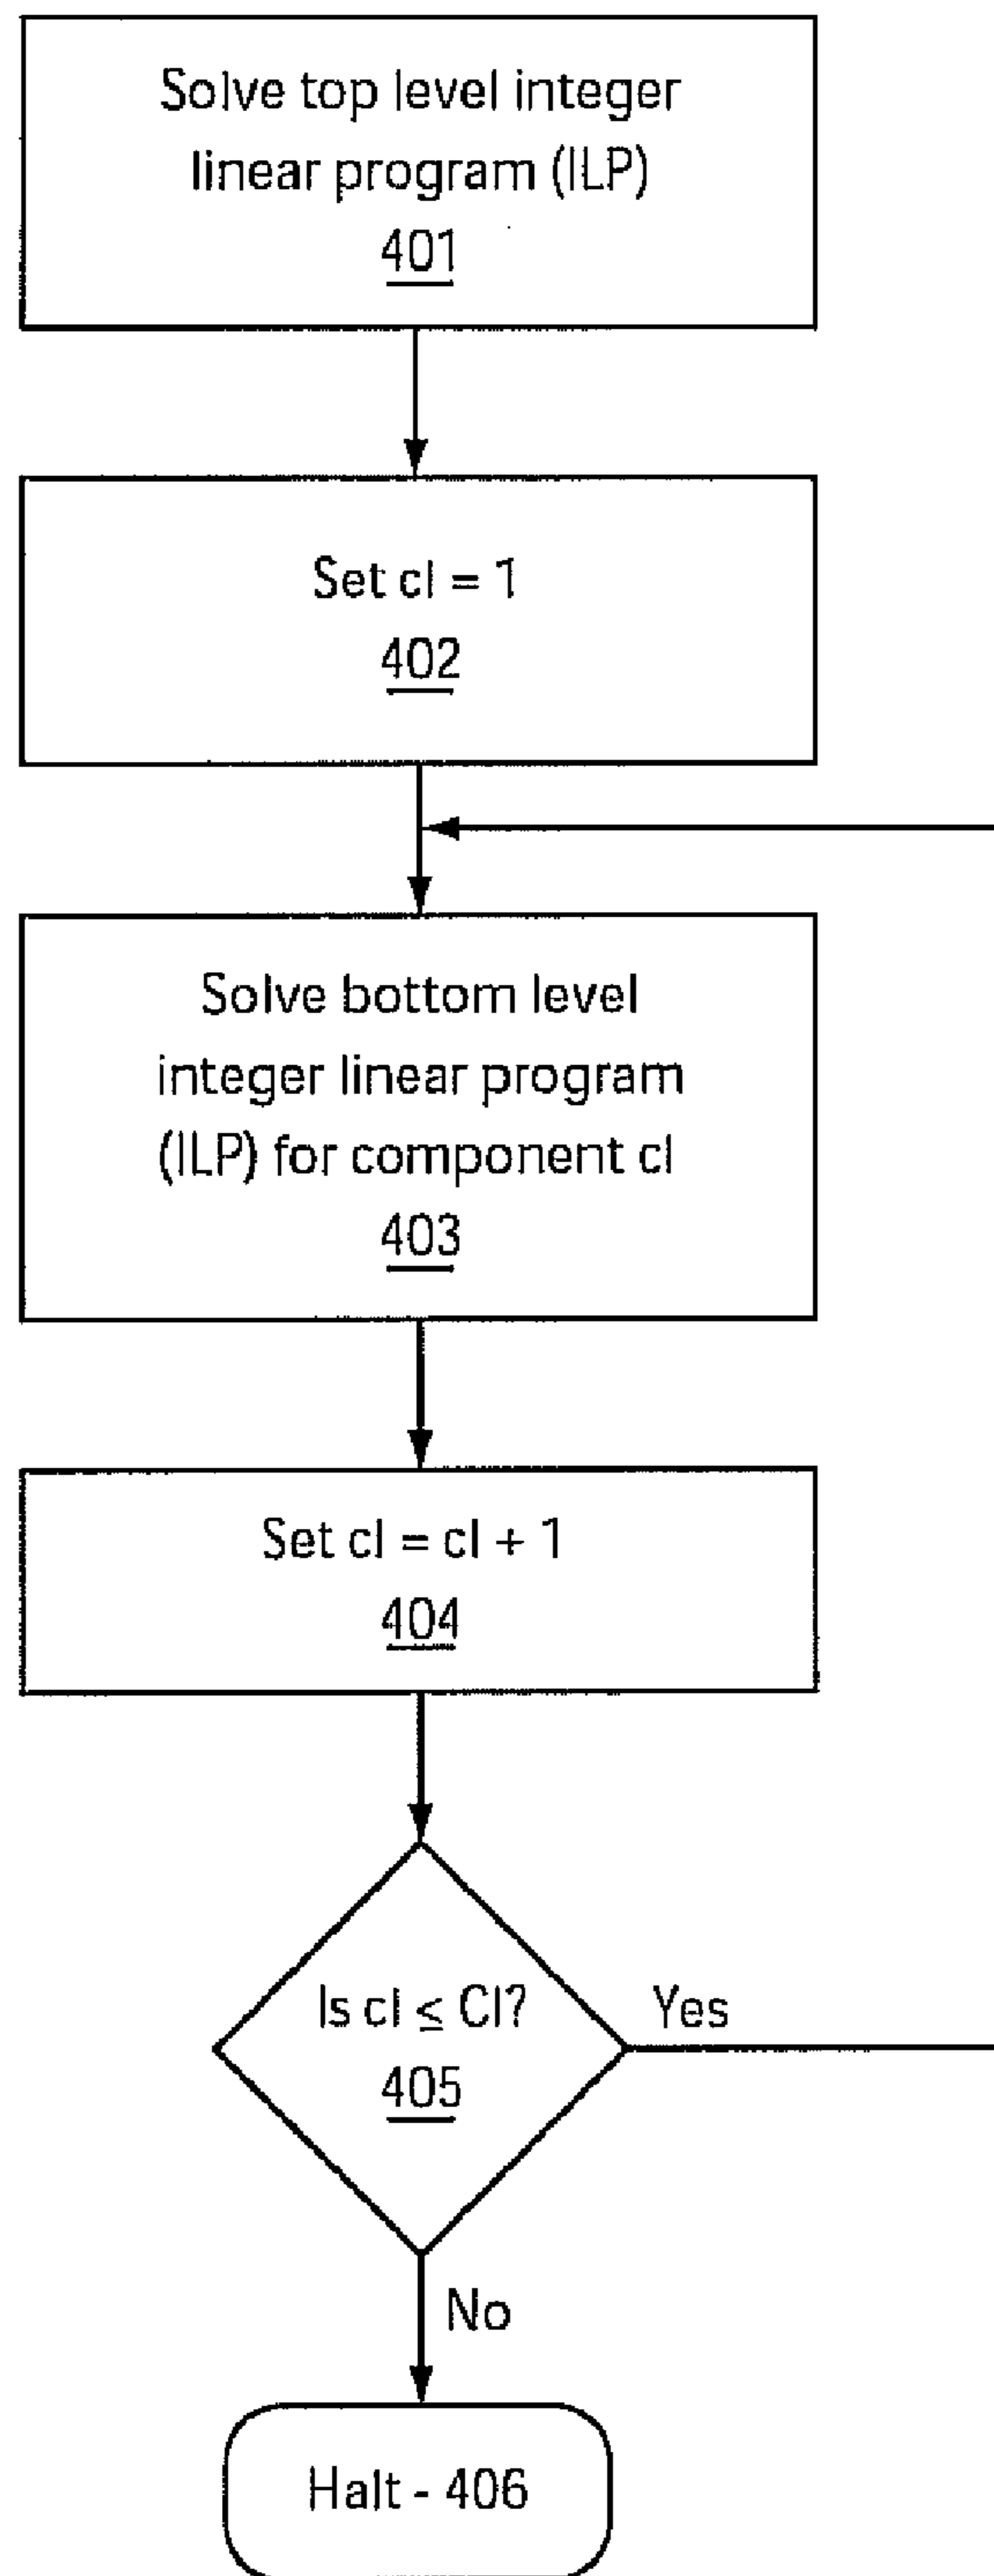 Solve top level integer
linear program (ILP)
401
Set cl = 1
402
Solve bottom level
integer linear program
(ILP) for component cl
403
Set cl = cl + 1
404
Is cl ≤ Cl?
405
Yes
No
Halt - 406